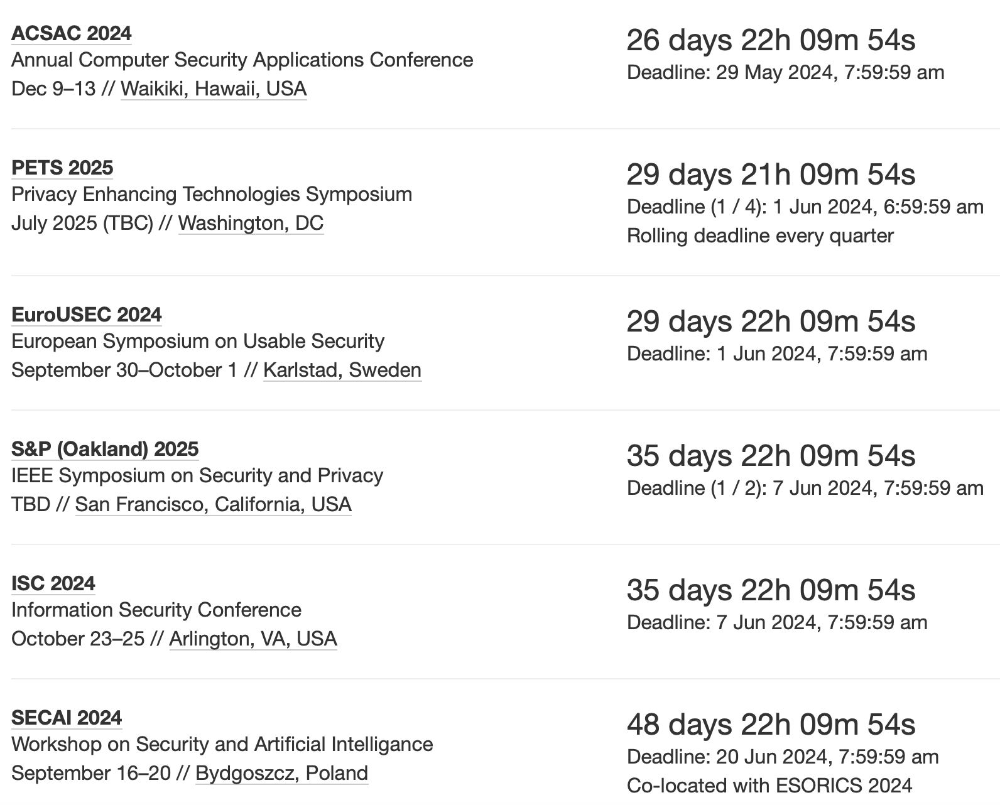 ACSAC 2024
Annual Computer Security Applications Conference
Dec 9–13 // Waikiki, Hawaii, USA
26 days 22h 09m 54s
Deadline: 29 May 2024, 7:59:59 am
PETS 2025
Privacy Enhancing Technologies Symposium
July 2025 (TBC) // Washington, DC
29 days 21h 09m 54s
Deadline (1 / 4): 1 Jun 2024, 6:59:59 am
Rolling deadline every quarter
EuroUSEC 2024
European Symposium on Usable Security
September 30–October 1 // Karlstad, Sweden
29 days 22h 09m 54s
Deadline: 1 Jun 2024, 7:59:59 am
S&P (Oakland) 2025
IEEE Symposium on Security and Privacy
TBD // San Francisco, California, USA
35 days 22h 09m 54s
Deadline (1 / 2): 7 Jun 2024, 7:59:59 am
ISC 2024
Information Security Conference
October 23–25 // Arlington, VA, USA
35 days 22h 09m 54s
Deadline: 7 Jun 2024, 7:59:59 am
SECAI 2024
Workshop on Security and Artificial Intelligance
September 16–20 // Bydgoszcz, Poland
48 days 22h 09m 54s
Deadline: 20 Jun 2024, 7:59:59 am
Co-located with ESORICS 2024